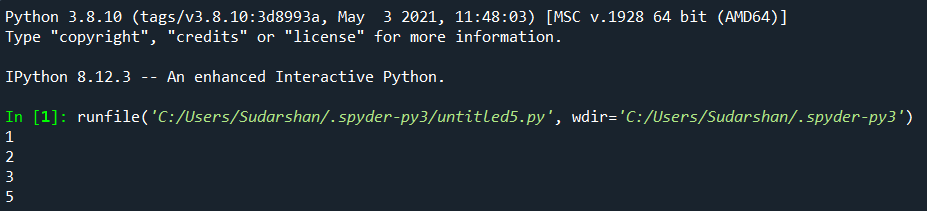 Python 3.8.10 (tags/v3.8.10:3d8993a, May  3 2021, 11:48:03) [MSC v.1928 64 bit (AMD64)]
Type "copyright", "credits" or "license" for more information.
IPython 8.12.3 -- An enhanced Interactive Python.
In [1]: runfile('C:/Users/Sudarshan/.spyder-py3/untitled5.py', wdir='C:/Users/Sudarshan/.spyder-py3')
1
2
3
5